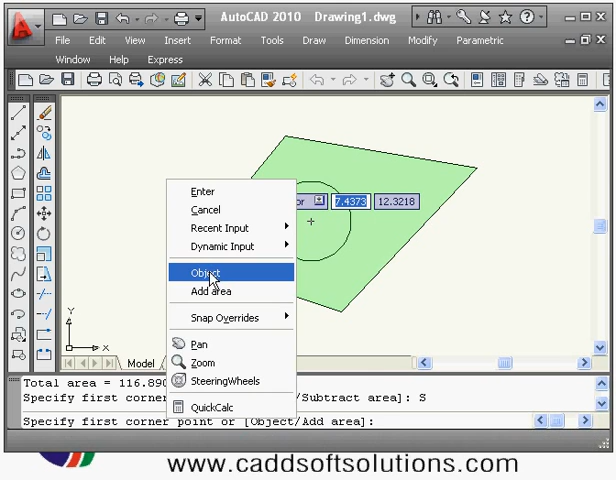 AutoCAD 2010 Drawing1.dwg
File Edit View Insert Format Tools Draw Dimension Modify Parametric
Window Help Express
Enter
Cancel
Recent Input
Dynamic Input
Object
Add area
Snap Overrides
Pan
Zoom
SteeringWheels
QuickCalc
or 7.4373 12.3218
Y
X
Model
Total area = 116.890
Specify first corner /Subtract area]: S
Specify first corner point or [Object/Add area]:
www.caddsoftsolutions.com